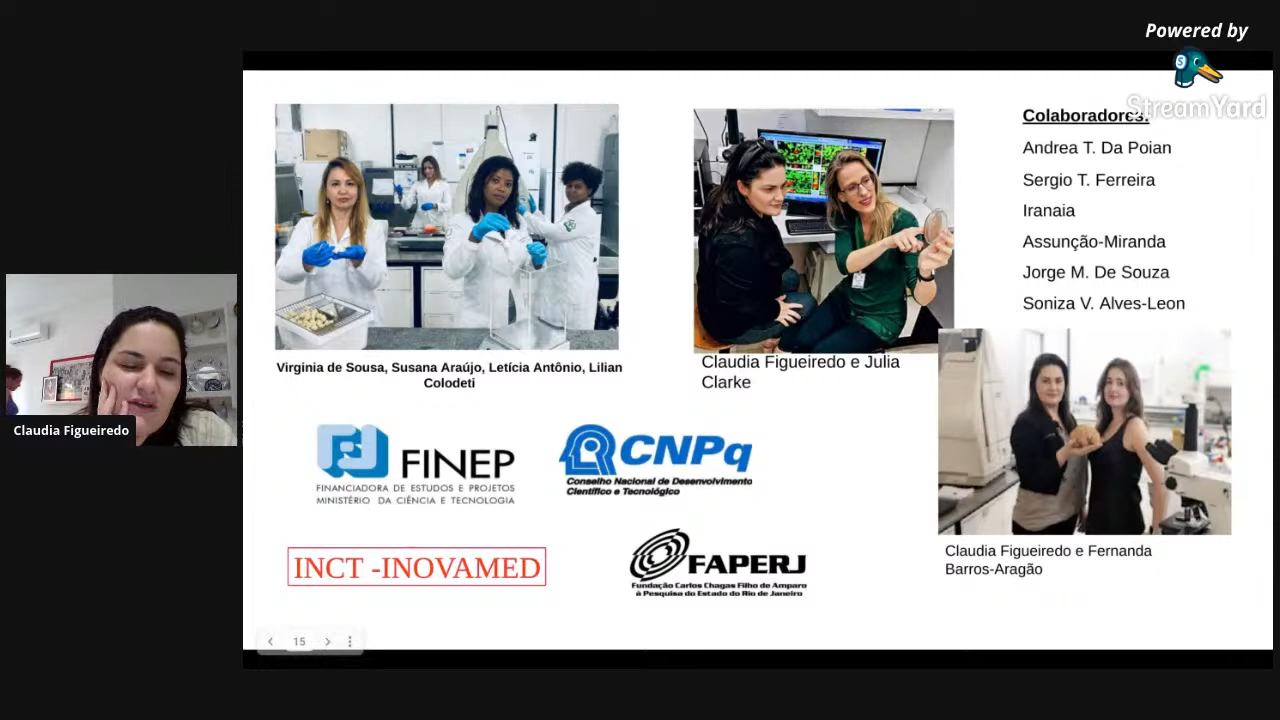 Powered by
StreamYard
Colaboradores:
Andrea T. Da Poian
Sergio T. Ferreira
Iranaia
Assunção-Miranda
Jorge M. De Souza
Soniza V. Alves-Leon
Virginia de Sousa, Susana Araújo, Letícia Antônio, Lilian
Colodeti
Claudia Figueiredo e Julia
Clarke
Claudia Figueiredo
FINEP
FINANCIADORA DE ESTUDOS E PROJETOS
MINISTÉRIO DA CIÊNCIA E TECNOLOGIA
CNPq
Conselho Nacional de Desenvolvimento
Científico e Tecnológico
INCT -INOVAMED
FAPERJ
Fundação Carlos Chagas Filho de Amparo
à Pesquisa do Estado do Rio de Janeiro
Claudia Figueiredo e Fernanda
Barros-Aragão
15